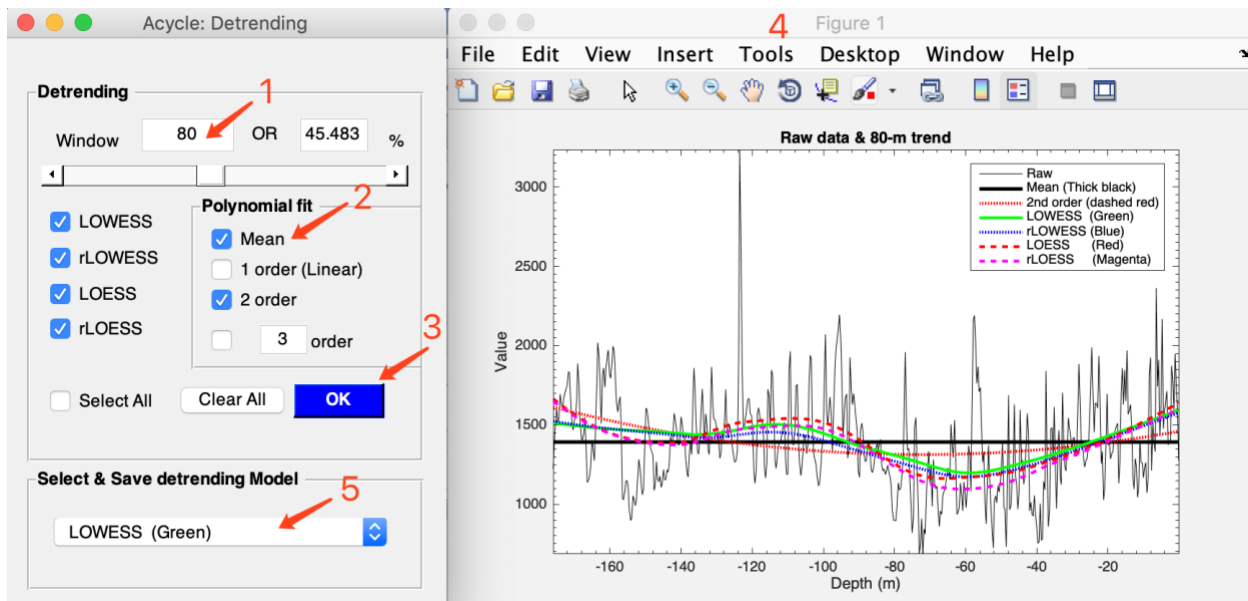 Acycle: Detrending
Detrending
1
Window 80 OR 45.483 %
LOWESS
rLOWESS
LOESS
rLOESS
Polynomial fit
2
Mean
1 order (Linear)
2 order
3 order
3
Select All Clear All OK
Select & Save detrending Model
5
LOWESS (Green)
4
Figure 1
File Edit View Insert Tools Desktop Window Help
Raw data & 80-m trend
Raw
Mean (Thick black)
2nd order (dashed red)
LOWESS (Green)
rLOWESS (Blue)
LOESS (Red)
rLOESS (Magenta)
3000
2500
2000
1500
1000
Value
-160 -140 -120 -100 -80 -60 -40 -20
Depth (m)